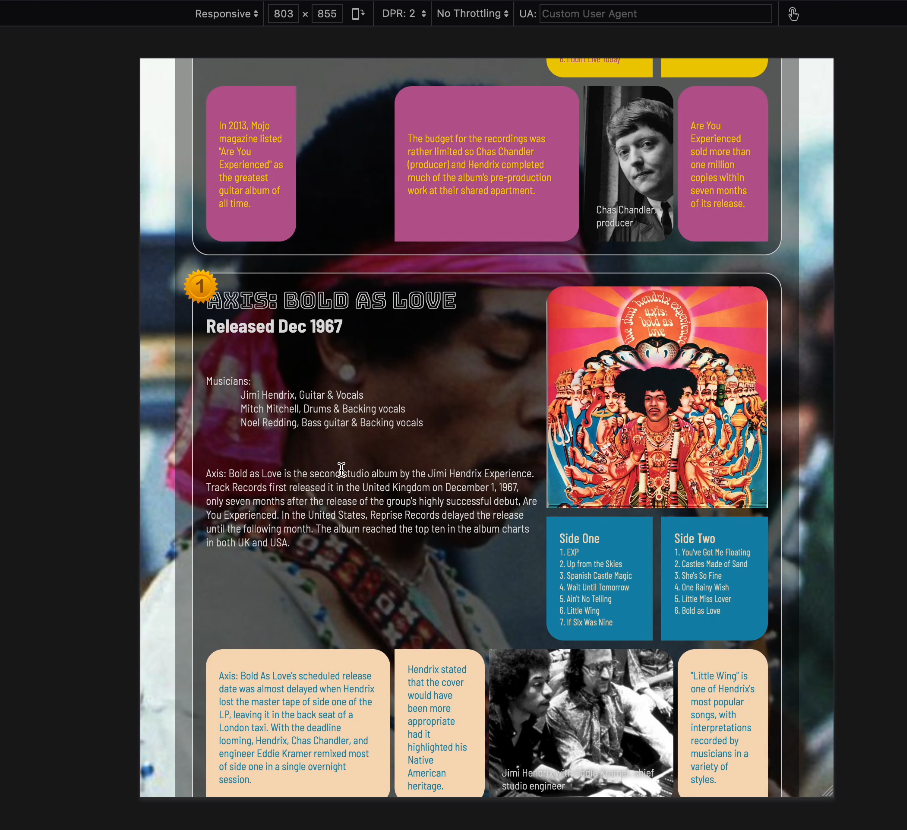 Responsive 803 × 855 DPR: 2 No Throttling UA: Custom User Agent
6. I Don't Live Today
In 2013, Mojo
magazine listed
"Are You
Experienced" as
the greatest
guitar album of
all time.
The budget for the recordings was
rather limited so Chas Chandler
(producer) and Hendrix completed
much of the album's pre-production
work at their shared apartment.
Chas Chandler,
producer
Are You
Experienced
sold more than
one million
copies within
seven months
of its release.
1
AXIS: BOLD AS LOVE
Released Dec 1967
Musicians:
Jimi Hendrix, Guitar & Vocals
Mitch Mitchell, Drums & Backing vocals
Noel Redding, Bass guitar & Backing vocals
Axis: Bold as Love is the second studio album by the Jimi Hendrix Experience.
Track Records first released it in the United Kingdom on December 1, 1967,
only seven months after the release of the group's highly successful debut, Are
You Experienced. In the United States, Reprise Records delayed the release
until the following month. The album reached the top ten in the album charts
in both UK and USA.
the jimi hendrix experience
axis:
bold as
love
Side One
1. EXP
2. Up from the Skies
3. Spanish Castle Magic
4. Wait Until Tomorrow
5. Ain't No Telling
6. Little Wing
7. If Six Was Nine
Side Two
1. You've Got Me Floating
2. Castles Made of Sand
3. She's So Fine
4. One Rainy Wish
5. Little Miss Lover
6. Bold as Love
Axis: Bold As Love's scheduled release
date was almost delayed when Hendrix
lost the master tape of side one of the
LP, leaving it in the back seat of a
London taxi. With the deadline
looming, Hendrix, Chas Chandler, and
engineer Eddie Kramer remixed most
of side one in a single overnight
session.
Hendrix stated
that the cover
would have
been more
appropriate
had it
highlighted his
Native
American
heritage.
Jimi Hendrix chief
studio engineer
"Little Wing" is
one of Hendrix's
most popular
songs, with
interpretations
recorded by
musicians in a
variety of
styles.